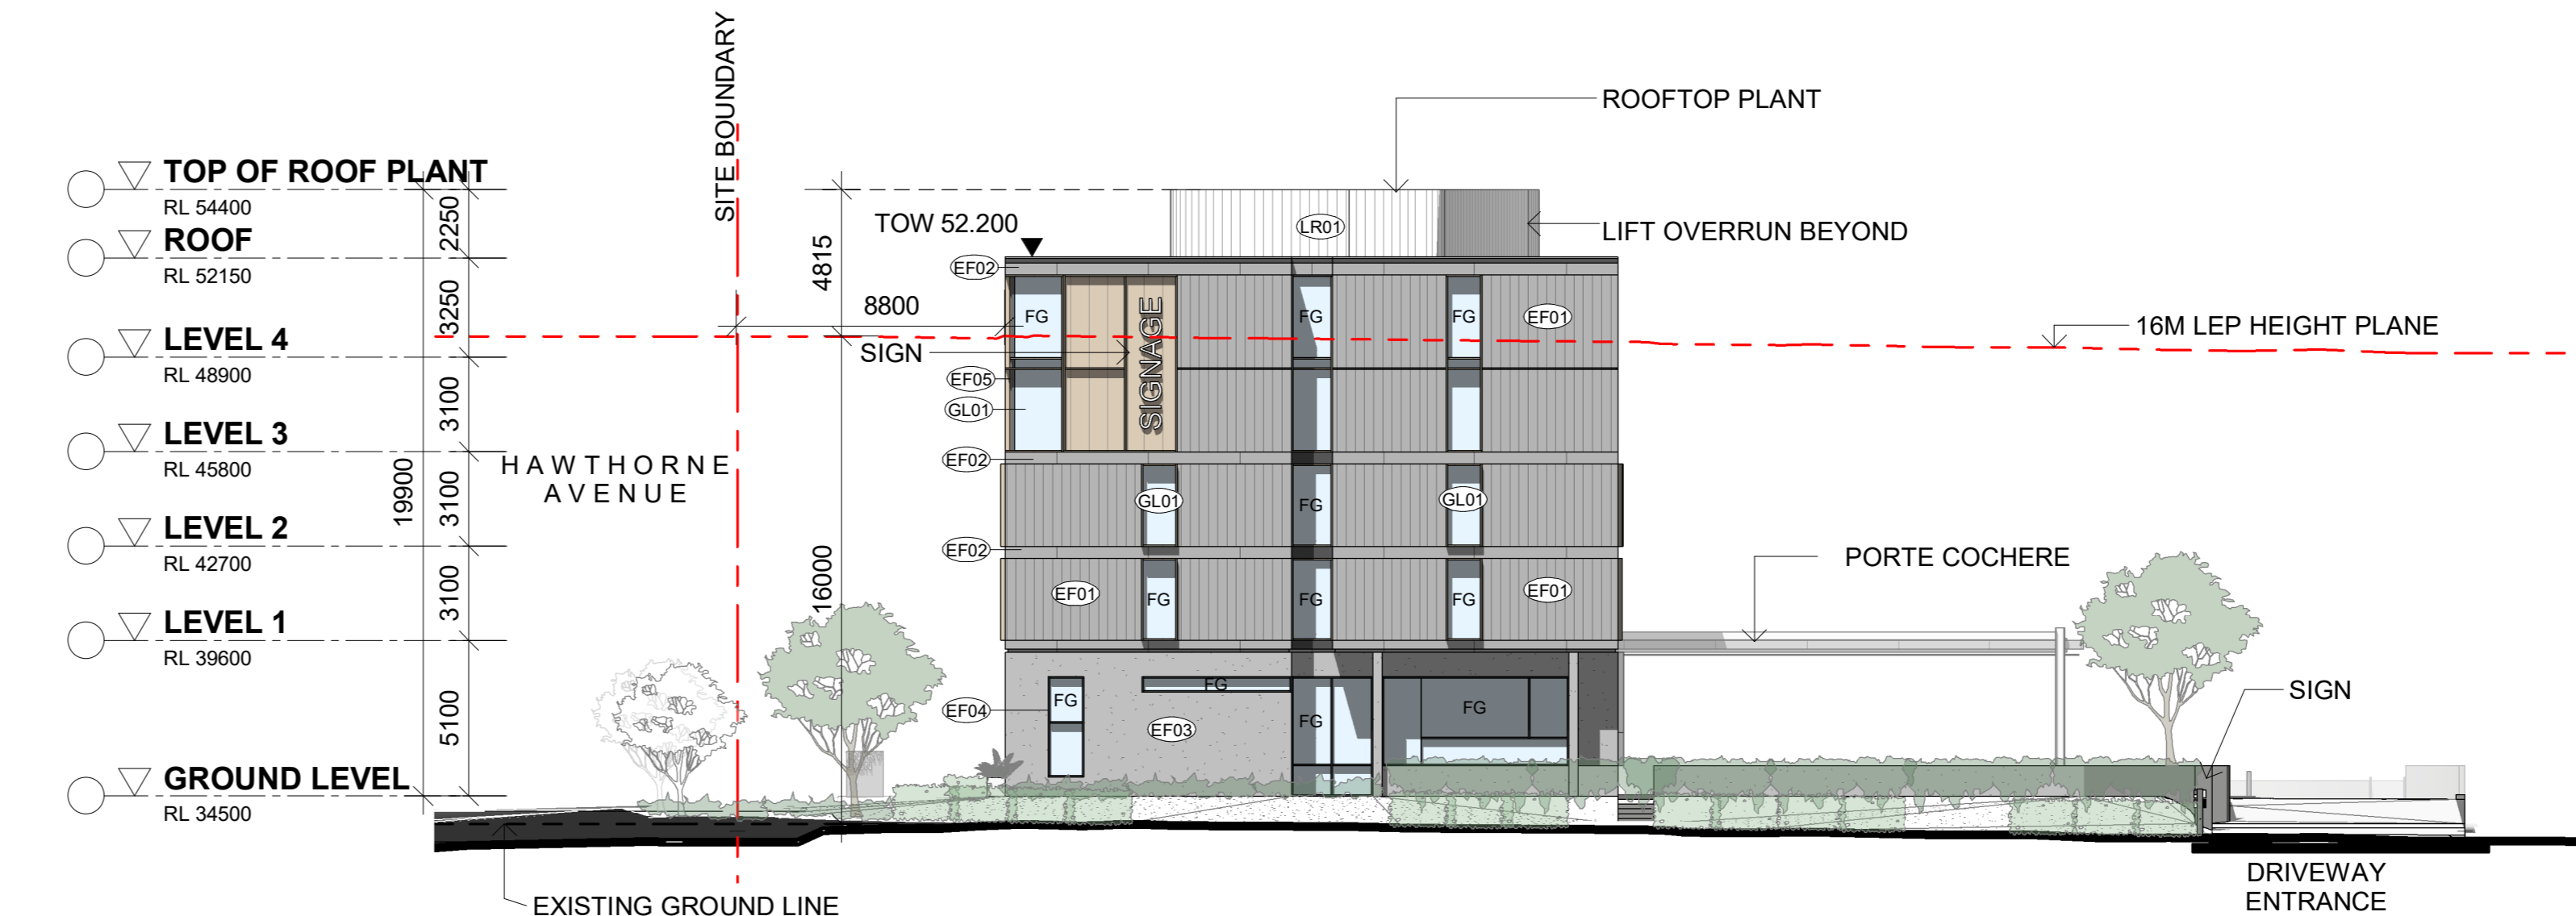 SITE BOUNDARY
ROOFTOP PLANT
TOP OF ROOF PLANT
RL 54400
2250
TOW 52.200
LR01
LIFT OVERRUN BEYOND
ROOF
RL 52150
4815
EF02
3250
8800
FG
SIGNAGE
FG
FG
EF01
16M LEP HEIGHT PLANE
LEVEL 4
RL 48900
SIGN
EF05
GL01
3100
LEVEL 3
RL 45800
HAWTHORNE
AVENUE
EF02
19900
3100
GL01
FG
GL01
LEVEL 2
RL 42700
EF02
16000
PORTE COCHERE
3100
EF01
FG
FG
FG
EF01
LEVEL 1
RL 39600
5100
EF04
FG
FG
EF03
FG
FG
SIGN
GROUND LEVEL
RL 34500
EXISTING GROUND LINE
DRIVEWAY
ENTRANCE